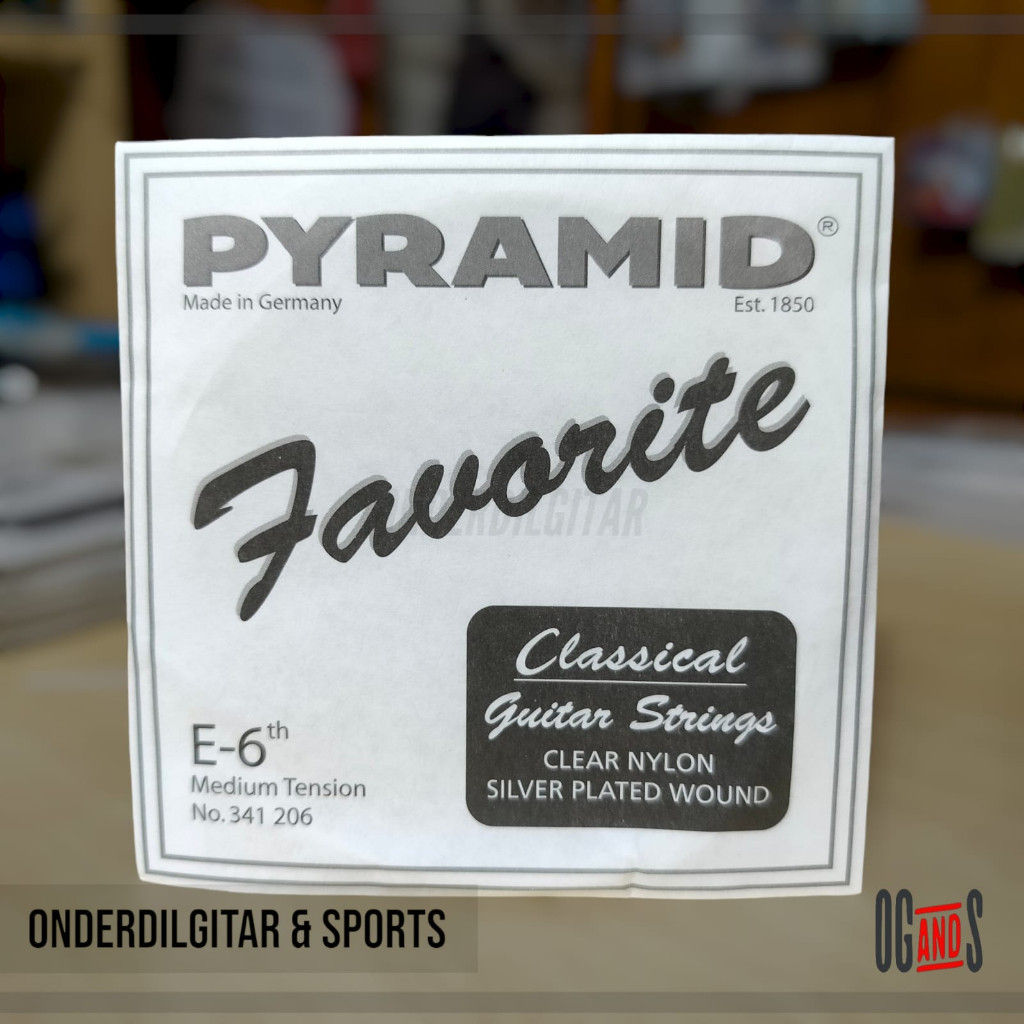 PYRAMID®
Made in Germany
Est. 1850
Favorite
ONDERDILGITAR
Classical
Guitar Strings
CLEAR NYLON
SILVER PLATED WOUND
E-6th
Medium Tension
No. 341 206
ONDERDILGITAR & SPORTS
OG AND S